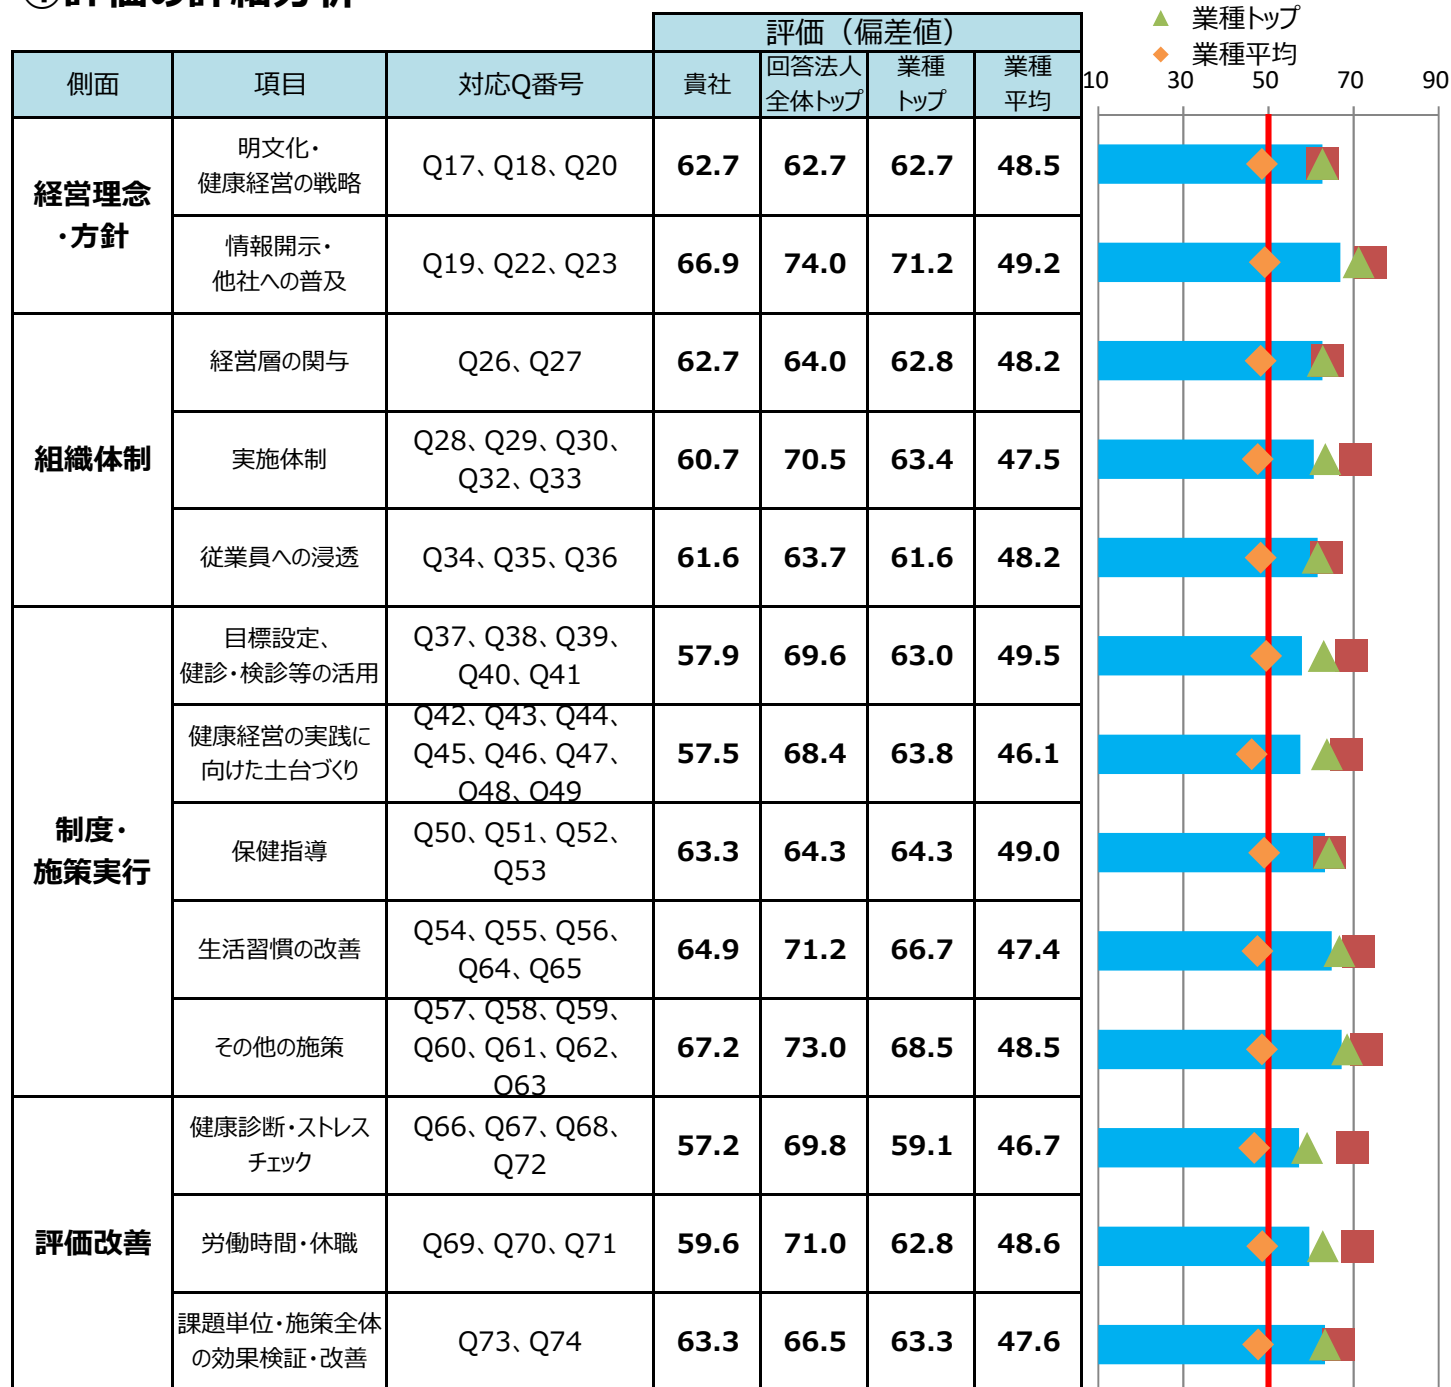 ①評価の詳細分析
▲ 業種トップ
◆ 業種平均
評価（偏差値）
側面 項目 対応Q番号 貴社 回答法人 業種 業種
全体トップ トップ 平均
10 30 50 70 90
経営理念
・方針
明文化・
健康経営の戦略
Q17、Q18、Q20 62.7 62.7 62.7 48.5
情報開示・
他社への普及
Q19、Q22、Q23 66.9 74.0 71.2 49.2
組織体制
経営層の関与 Q26、Q27 62.7 64.0 62.8 48.2
実施体制
Q28、Q29、Q30、
Q32、Q33
60.7 70.5 63.4 47.5
従業員への浸透 Q34、Q35、Q36 61.6 63.7 61.6 48.2
制度・
施策実行
目標設定、
健診・検診等の活用
Q37、Q38、Q39、
Q40、Q41
57.9 69.6 63.0 49.5
健康経営の実践に
向けた土台づくり
Q42、Q43、Q44、
Q45、Q46、Q47、
Q48、Q49
57.5 68.4 63.8 46.1
保健指導
Q50、Q51、Q52、
Q53
63.3 64.3 64.3 49.0
生活習慣の改善
Q54、Q55、Q56、
Q64、Q65
64.9 71.2 66.7 47.4
その他の施策
Q57、Q58、Q59、
Q60、Q61、Q62、
Q63
67.2 73.0 68.5 48.5
評価改善
健康診断・ストレス
チェック
Q66、Q67、Q68、
Q72
57.2 69.8 59.1 46.7
労働時間・休職 Q69、Q70、Q71 59.6 71.0 62.8 48.6
課題単位・施策全体
の効果検証・改善
Q73、Q74 63.3 66.5 63.3 47.6